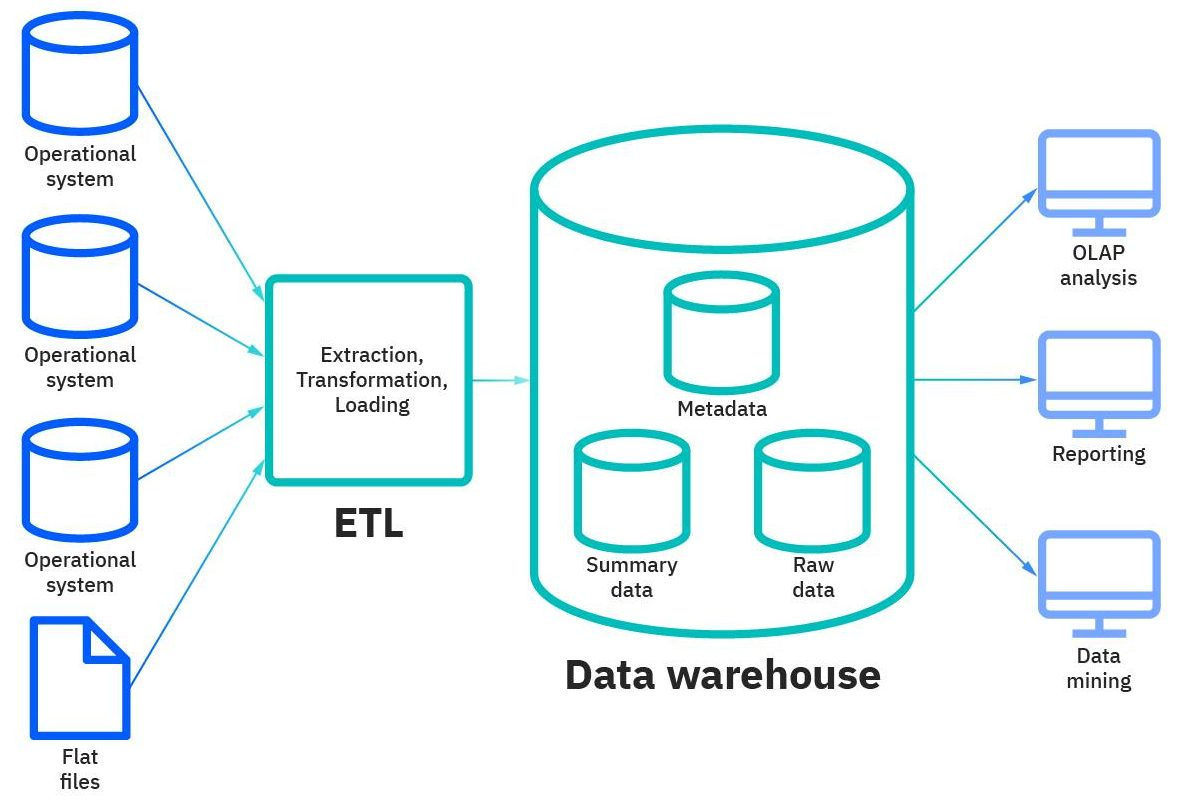 Operational
system
Operational
system
Operational
system
Flat
files
Extraction,
Transformation,
Loading
ETL
Metadata
Summary
data
Raw
data
Data warehouse
OLAP
analysis
Reporting
Data
mining